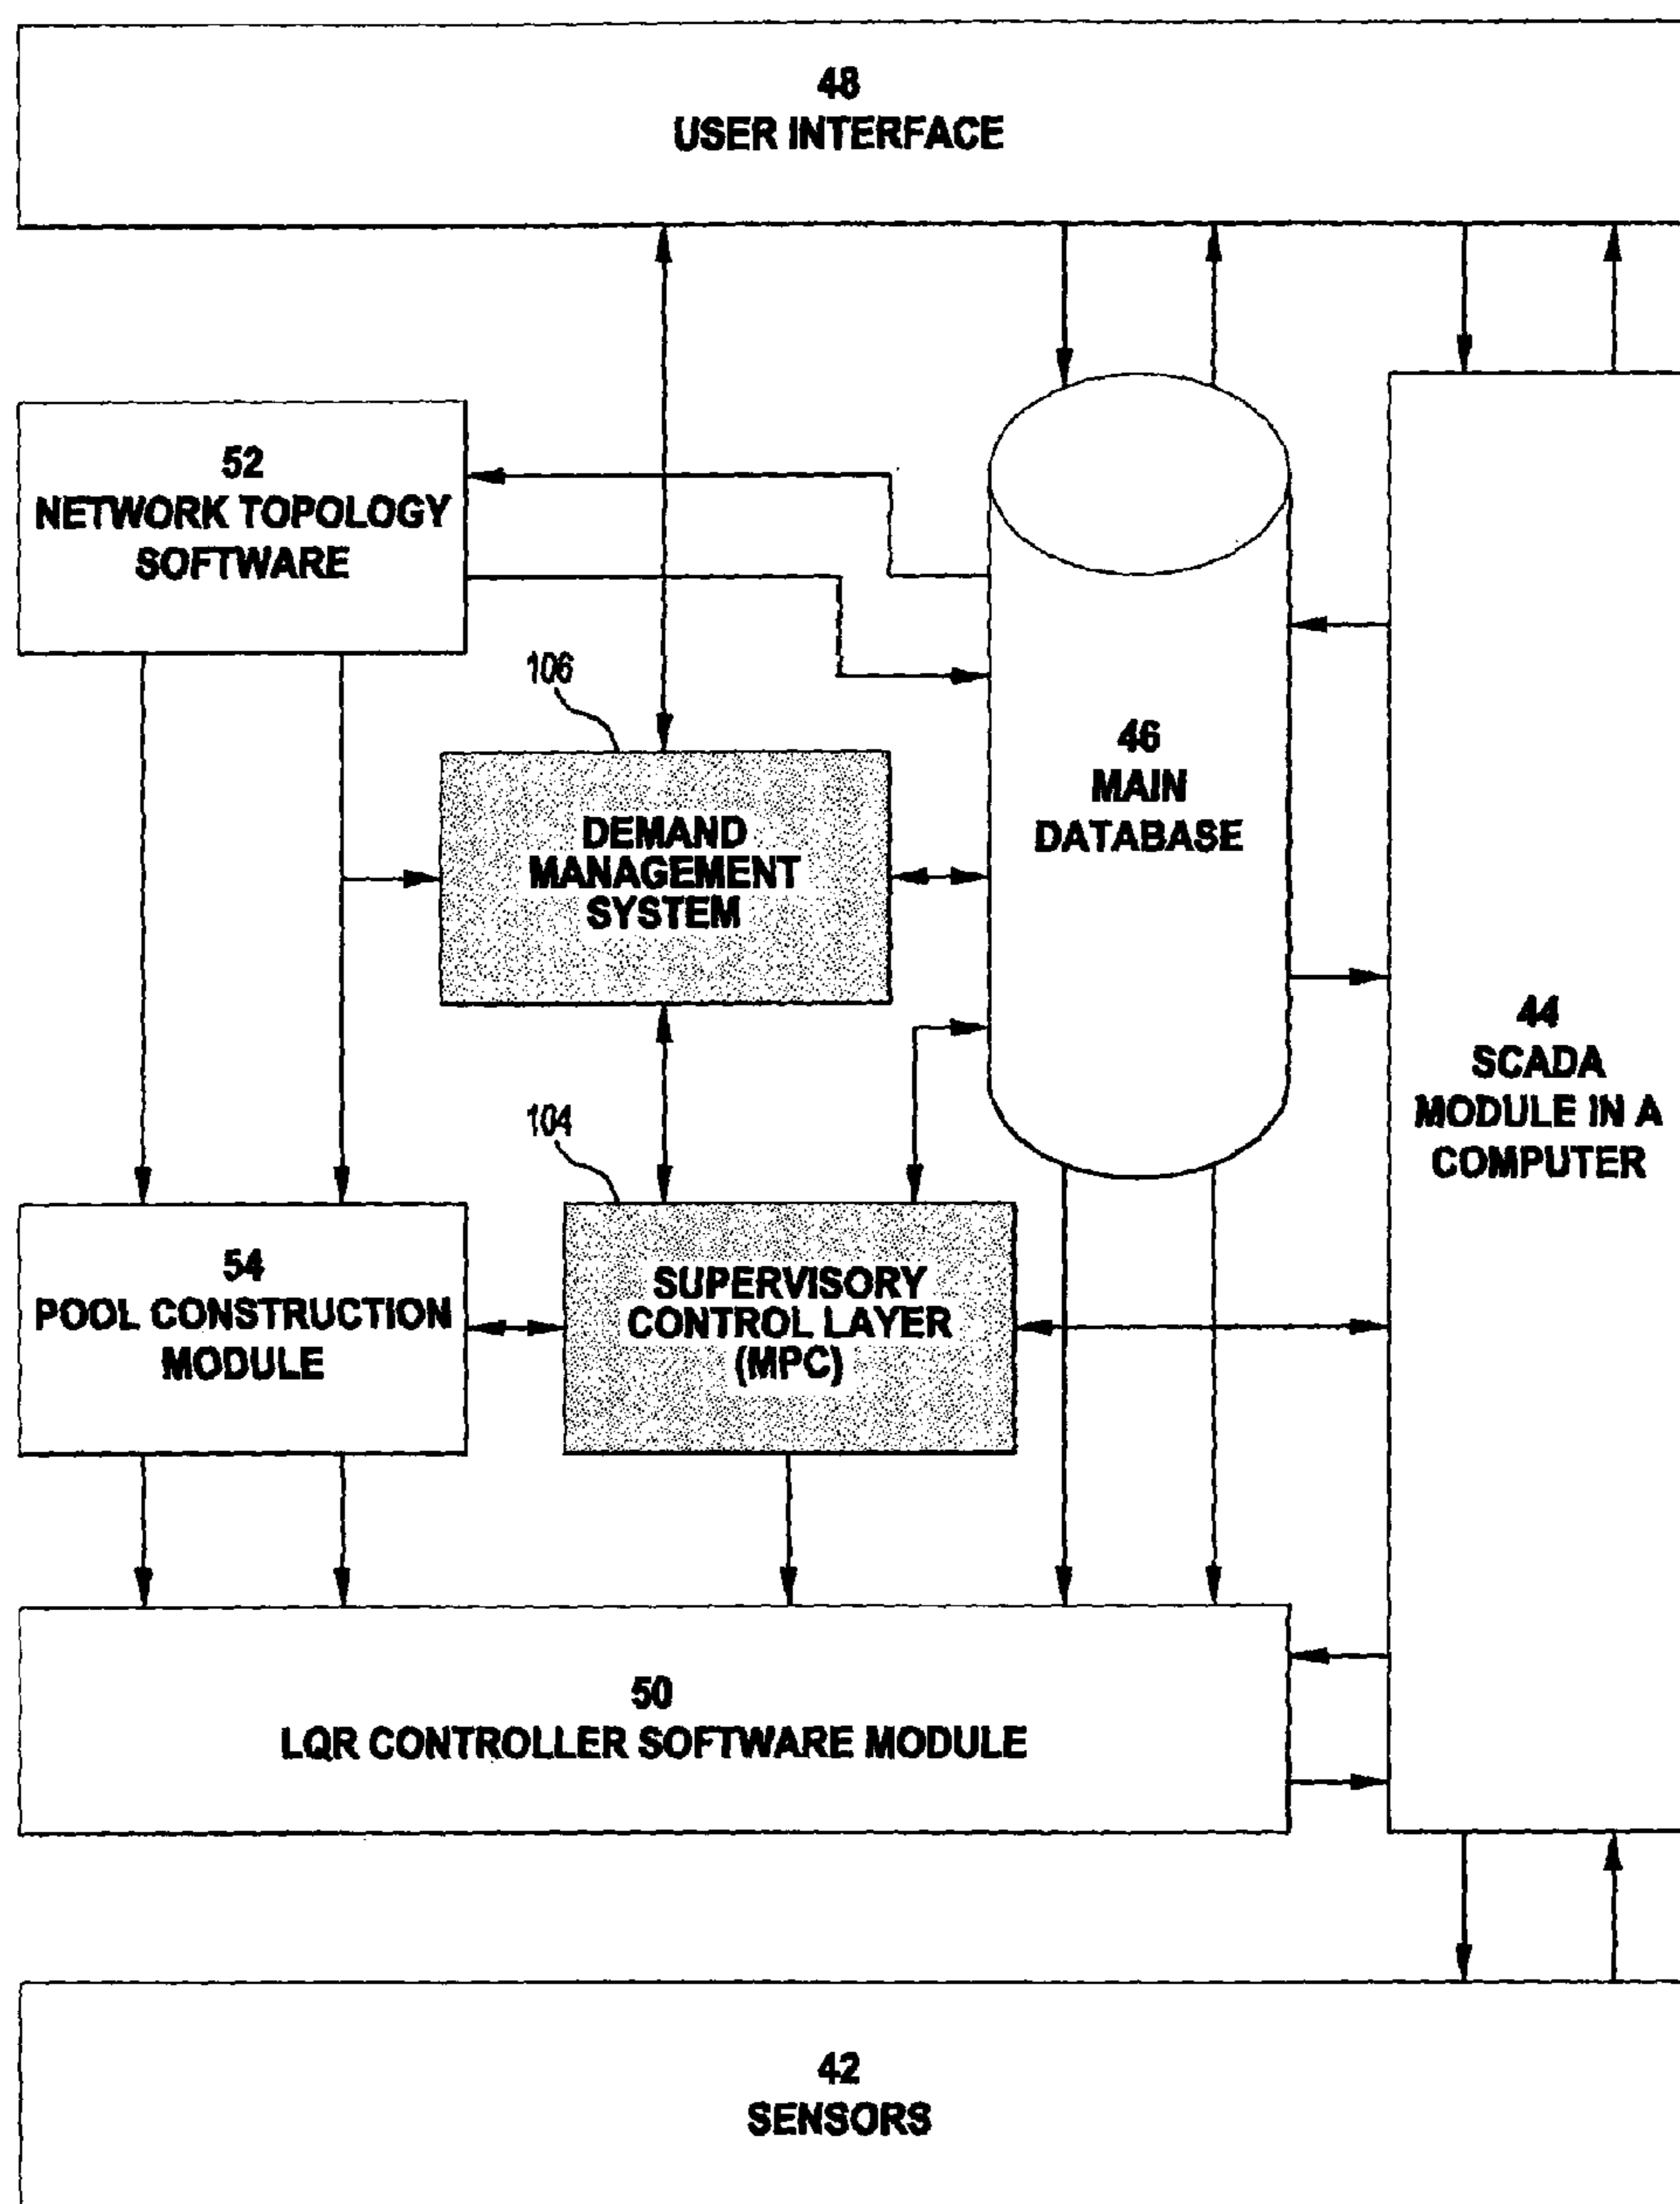 48
USER INTERFACE
52
NETWORK TOPOLOGY
SOFTWARE
106
DEMAND
MANAGEMENT
SYSTEM
46
MAIN
DATABASE
44
SCADA
MODULE IN A
COMPUTER
104
54
POOL CONSTRUCTION
MODULE
SUPERVISORY
CONTROL LAYER
(MPC)
50
LQR CONTROLLER SOFTWARE MODULE
42
SENSORS